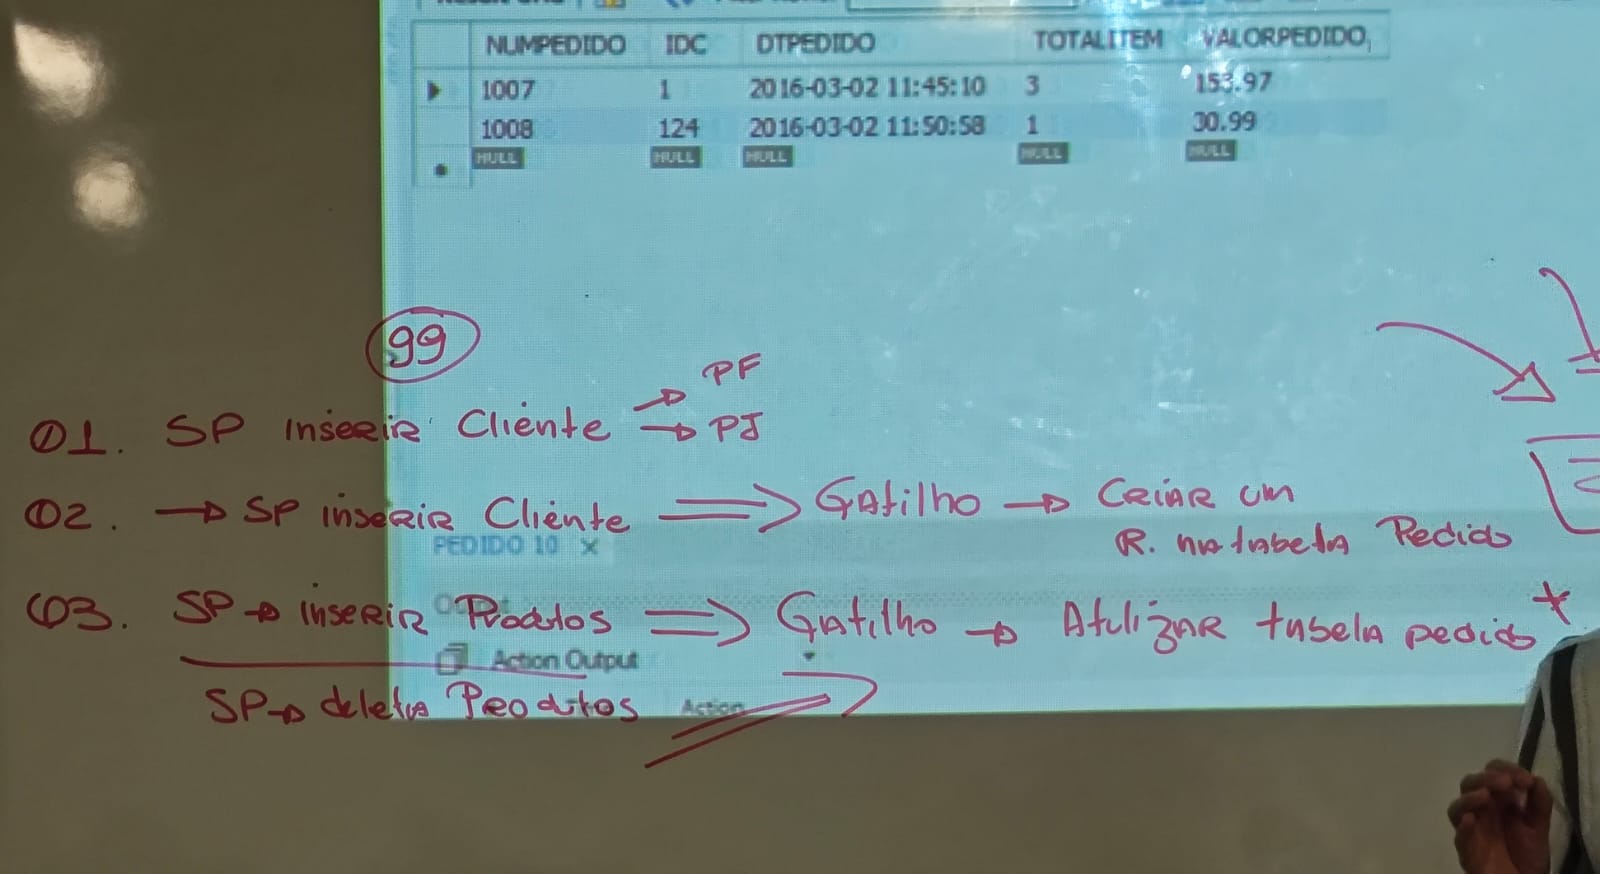 NUMPEDIDO IDC DTPEDIDO TOTALITEM VALORPEDIDO
1007 1 2016-03-02 11:45:10 3 153.97
1008 124 2016-03-02 11:50:58 1 30.99
NULL NULL NULL NULL NULL
99
PF
01. SP inserir Cliente → PJ
02. → SP inserir Cliente ⇒ Gatilho → Criar um
R. na tabela Pedido
PEDIDO 10 x
03. SP → inserir Produtos ⇒ Gatilho → Atulizar tabela pedido *
Action Output
SP → deleta Produtos
Action